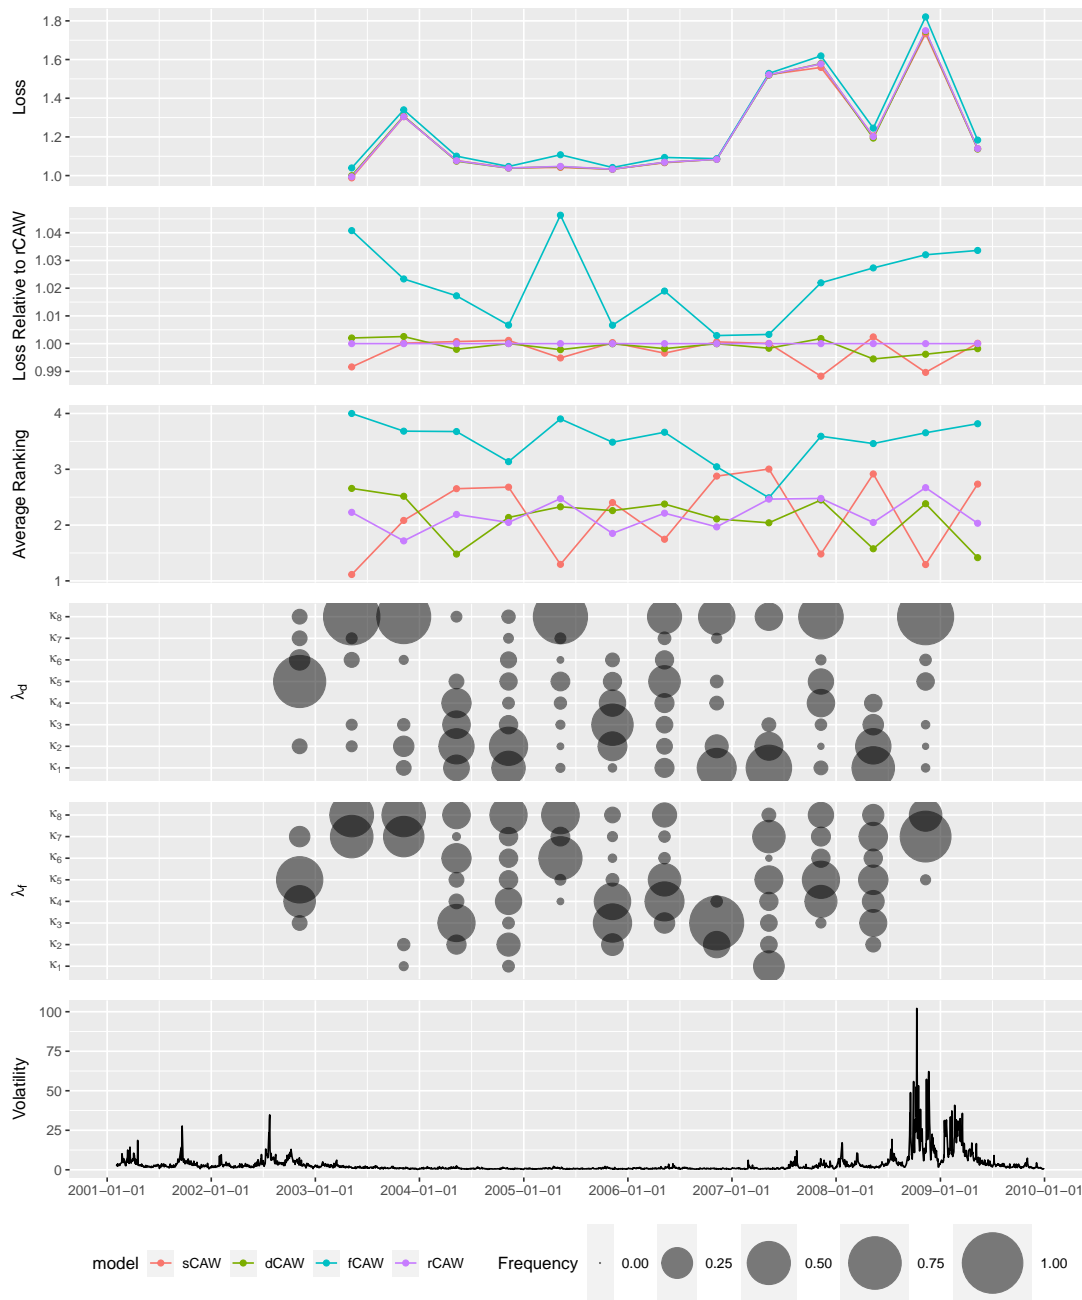 Loss
1.8
1.6
1.4
1.2
1.0
Loss Relative to rCAW
1.04
1.03
1.02
1.01
1.00
0.99
Average Ranking
4
3
2
1
λd
κ8
κ7
κ6
κ5
κ4
κ3
κ2
κ1
λf
κ8
κ7
κ6
κ5
κ4
κ3
κ2
κ1
Volatility
100
75
50
25
0
2001−01−01 2002−01−01 2003−01−01 2004−01−01 2005−01−01 2006−01−01 2007−01−01 2008−01−01 2009−01−01 2010−01−01
model sCAW dCAW fCAW rCAW Frequency 0.00 0.25 0.50 0.75 1.00